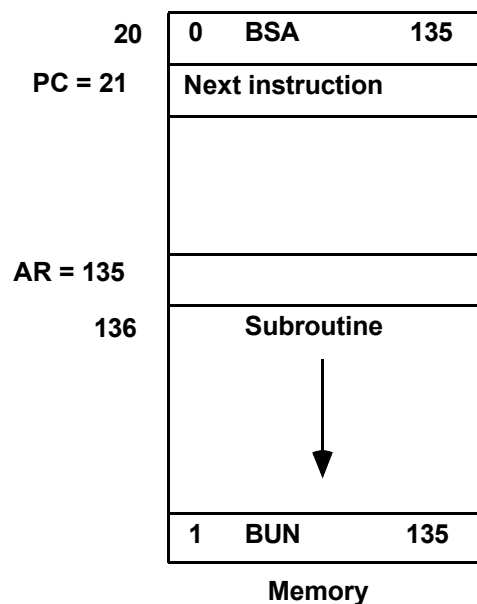 20 0 BSA 135
PC = 21 Next instruction
AR = 135
136 Subroutine
1 BUN 135
Memory